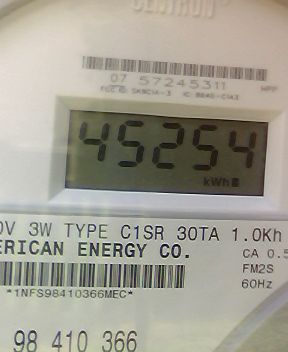 CENTRON
07 57245311
45254
kWh
0V 3W TYPE C1SR 30TA 1.0Kh
ERICAN ENERGY CO.
CA 0.5
FM2S
60Hz
*1NFS98410366MEC*
98 410 366